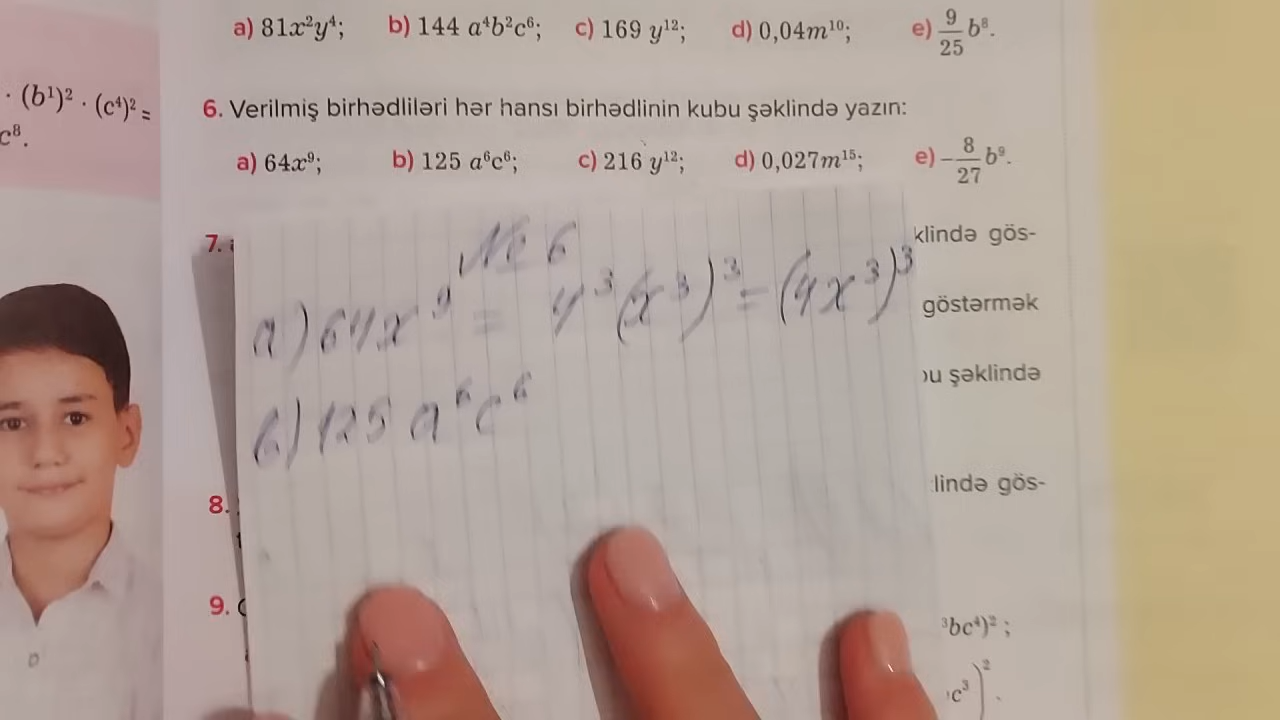 a) 81x²y⁴; b) 144 a⁴b²c⁶; c) 169 y¹²; d) 0,04m¹⁰; e) 9/25 b⁸.
· (b¹)² · (c⁴)² =
c⁸.
6. Verilmiş birhədliləri hər hansı birhədlinin kubu şəklində yazın:
a) 64x⁹; b) 125 a⁶c⁶; c) 216 y¹²; d) 0,027m¹⁵; e) −8/27 b⁹.
7. klində gös-
№ 6
a) 64x⁹ = 4³(x³)³ = (4x³)³
göstərmək
şəklində
b) 125 a⁶c⁶
lində gös-
8.
9.
³bc⁴)² ;
c³)² .